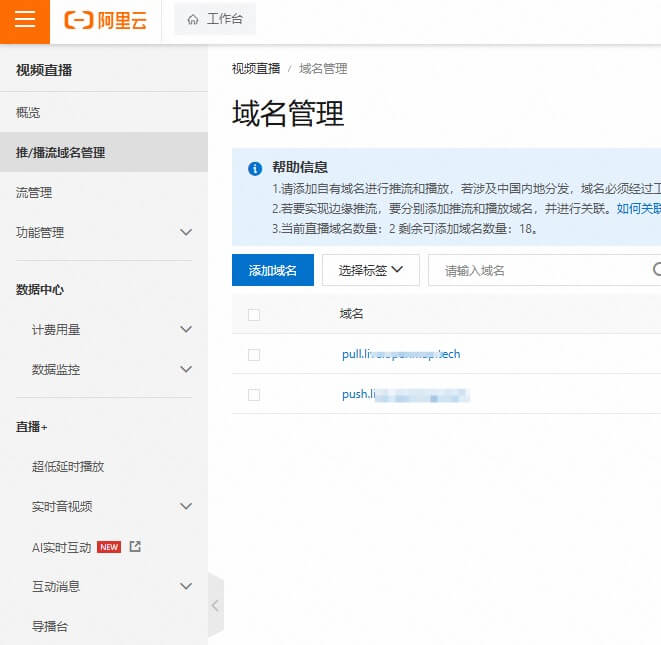 阿里云
工作台
视频直播
概览
推/播流域名管理
流管理
功能管理
数据中心
计费用量
数据监控
直播+
超低延时播放
实时音视频
AI实时互动 NEW
互动消息
导播台
视频直播 / 域名管理
域名管理
帮助信息
1.请添加自有域名进行推流和播放，若涉及中国内地分发，域名必须经过工
2.若要实现边缘推流，要分别添加推流和播放域名，并进行关联。如何关联
3.当前直播域名数量：2 剩余可添加域名数量：18。
添加域名
选择标签
请输入域名
域名